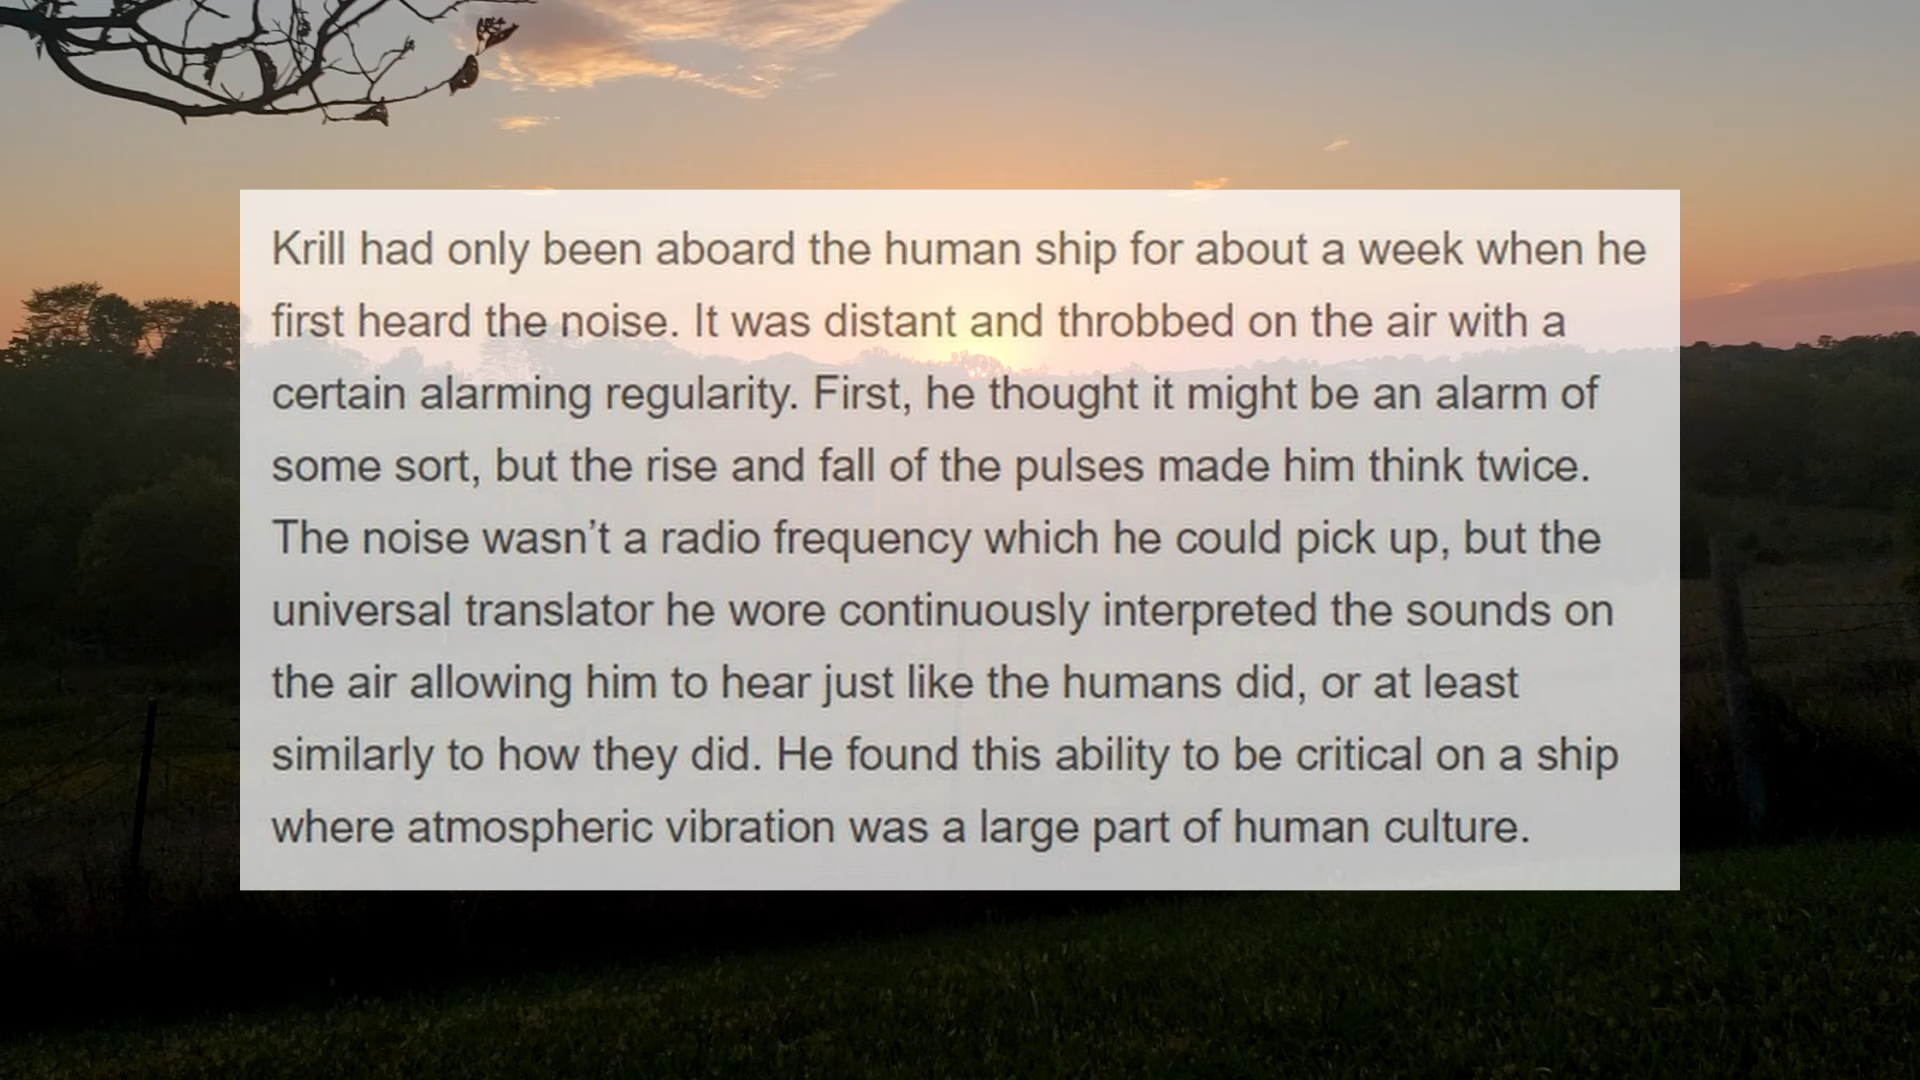 Krill had only been aboard the human ship for about a week when he
first heard the noise. It was distant and throbbed on the air with a
certain alarming regularity. First, he thought it might be an alarm of
some sort, but the rise and fall of the pulses made him think twice.
The noise wasn’t a radio frequency which he could pick up, but the
universal translator he wore continuously interpreted the sounds on
the air allowing him to hear just like the humans did, or at least
similarly to how they did. He found this ability to be critical on a ship
where atmospheric vibration was a large part of human culture.